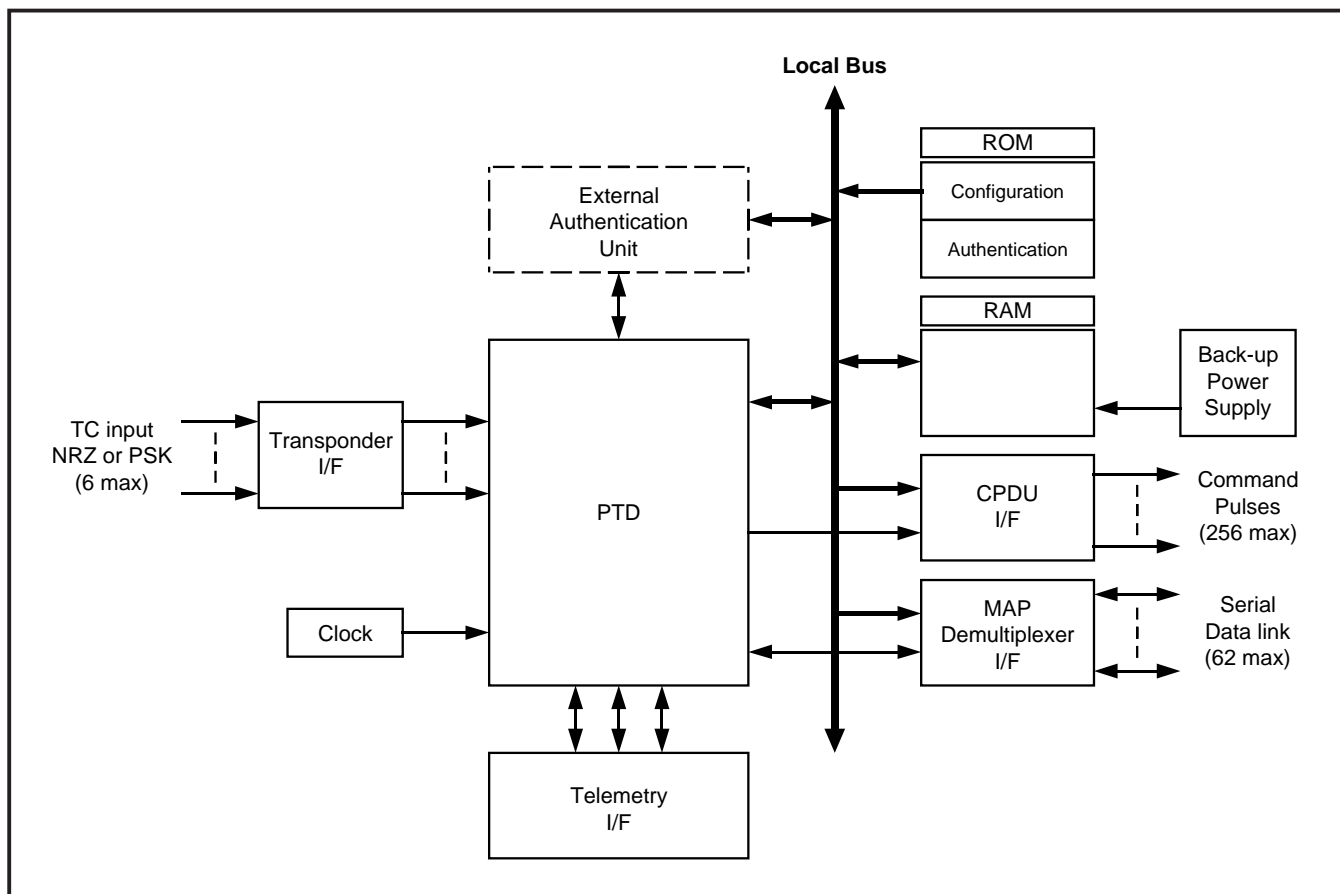 Local Bus
ROM
Configuration
Authentication
External
Authentication
Unit
RAM
Back-up
Power
Supply
TC input
NRZ or PSK
(6 max)
Transponder
I/F
PTD
CPDU
I/F
Command
Pulses
(256 max)
Clock
MAP
Demultiplexer
I/F
Serial
Data link
(62 max)
Telemetry
I/F